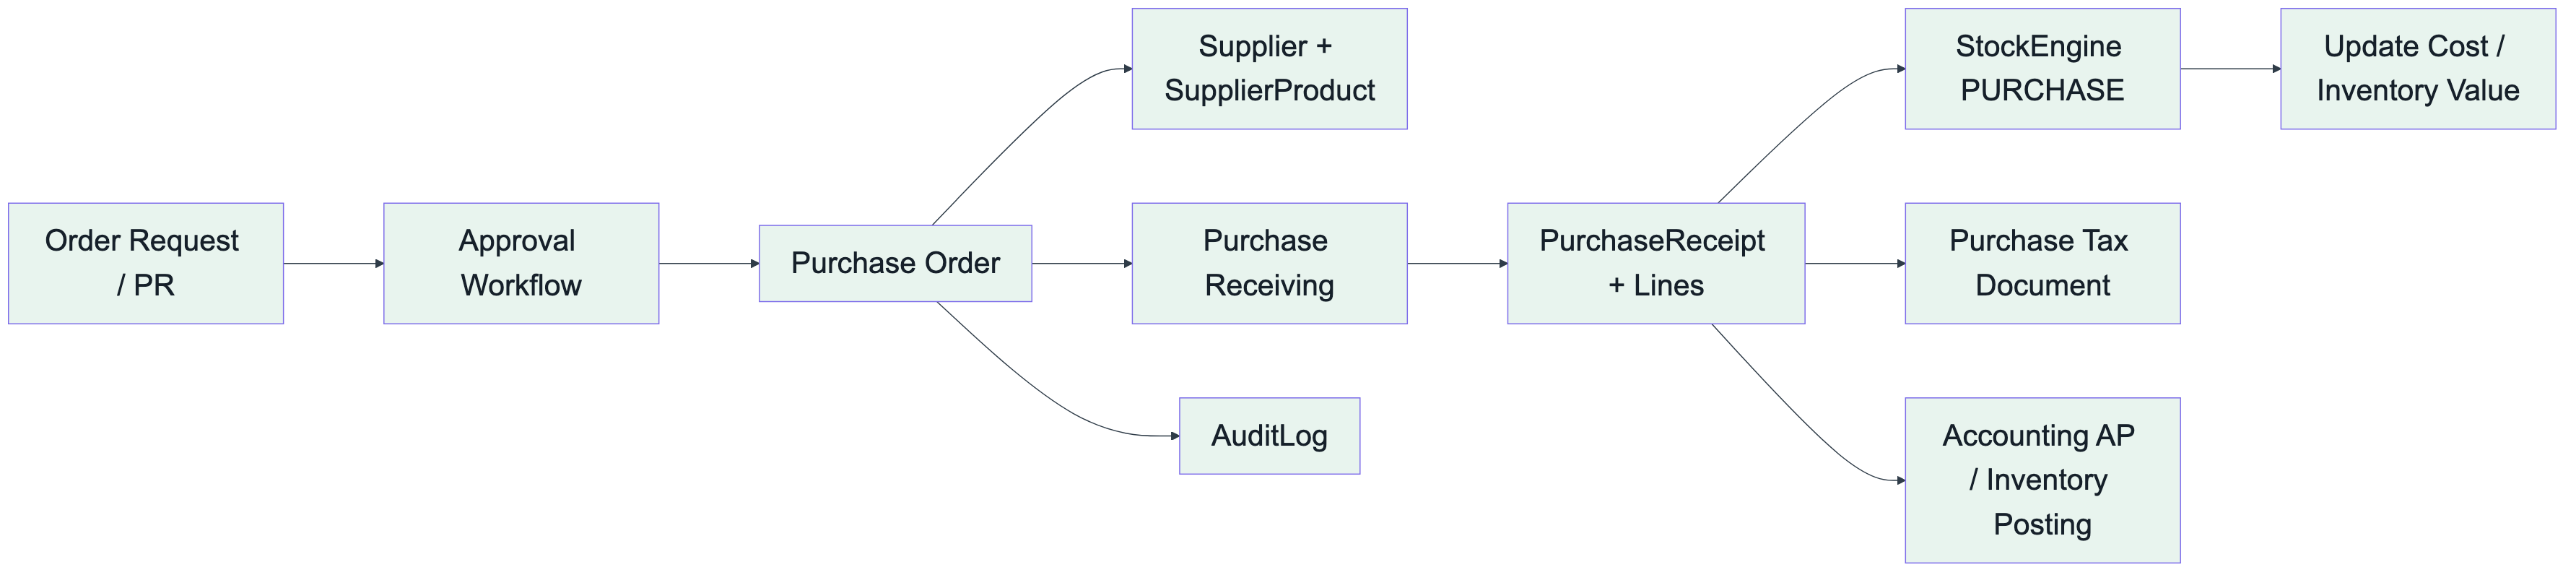 Order Request
/ PR
Approval
Workflow
Purchase Order
Supplier +
SupplierProduct
Purchase
Receiving
AuditLog
PurchaseReceipt
+ Lines
StockEngine
PURCHASE
Purchase Tax
Document
Accounting AP
/ Inventory
Posting
Update Cost /
Inventory Value